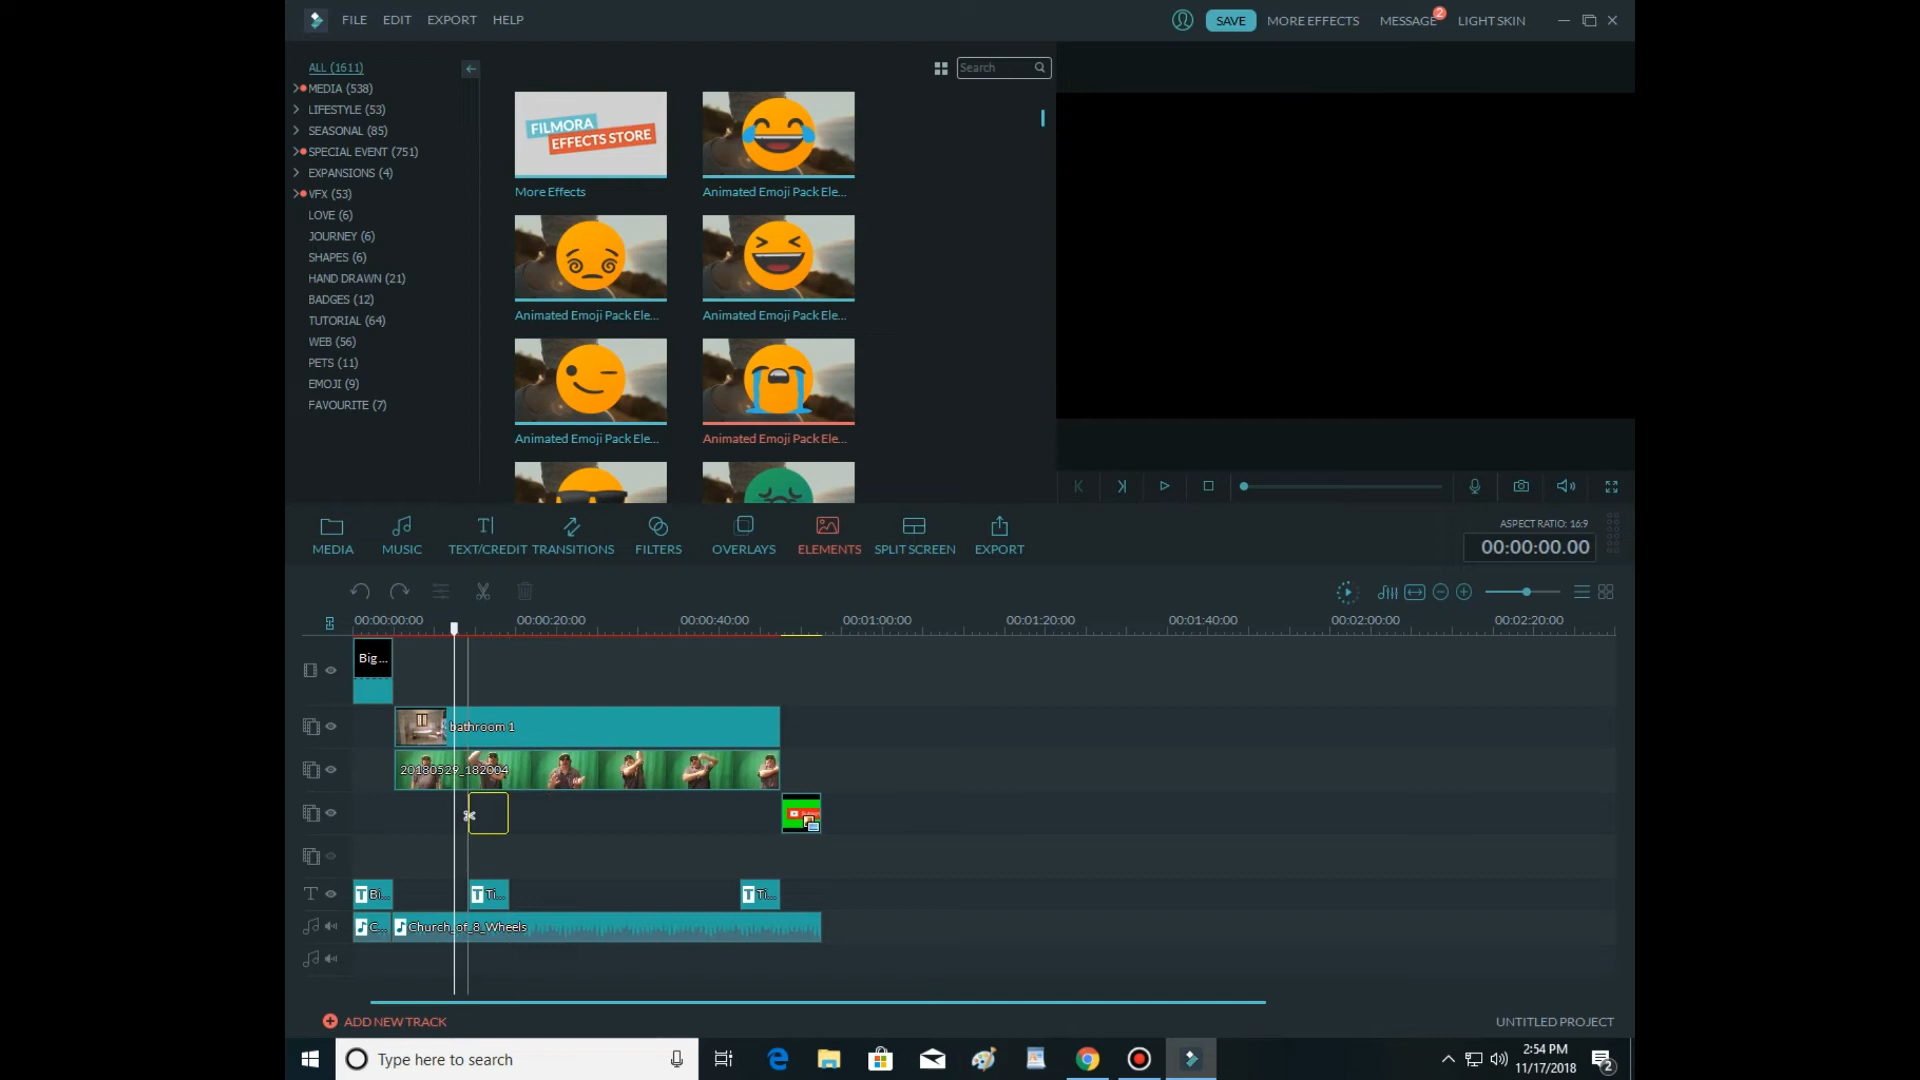 FILE EDIT EXPORT HELP
SAVE MORE EFFECTS MESSAGE 2 LIGHT SKIN
ALL (1611)
MEDIA (538)
LIFESTYLE (53)
SEASONAL (85)
SPECIAL EVENT (751)
EXPANSIONS (4)
VFX (53)
LOVE (6)
JOURNEY (6)
SHAPES (6)
HAND DRAWN (21)
BADGES (12)
TUTORIAL (64)
WEB (56)
PETS (11)
EMOJI (9)
FAVOURITE (7)
Search
FILMORA
EFFECTS STORE
More Effects
Animated Emoji Pack Ele...
Animated Emoji Pack Ele...
Animated Emoji Pack Ele...
Animated Emoji Pack Ele...
Animated Emoji Pack Ele...
MEDIA MUSIC TEXT/CREDIT TRANSITIONS FILTERS OVERLAYS ELEMENTS SPLIT SCREEN EXPORT
ASPECT RATIO: 16:9
00:00:00.00
00:00:00:00 00:00:20:00 00:00:40:00 00:01:00:00 00:01:20:00 00:01:40:00 00:02:00:00 00:02:20:00
Big...
bathroom 1
20180529_182004
T Bi... T Ti... T Ti...
C... Church_of_8_Wheels
ADD NEW TRACK
UNTITLED PROJECT
Type here to search
2:54 PM
11/17/2018
2